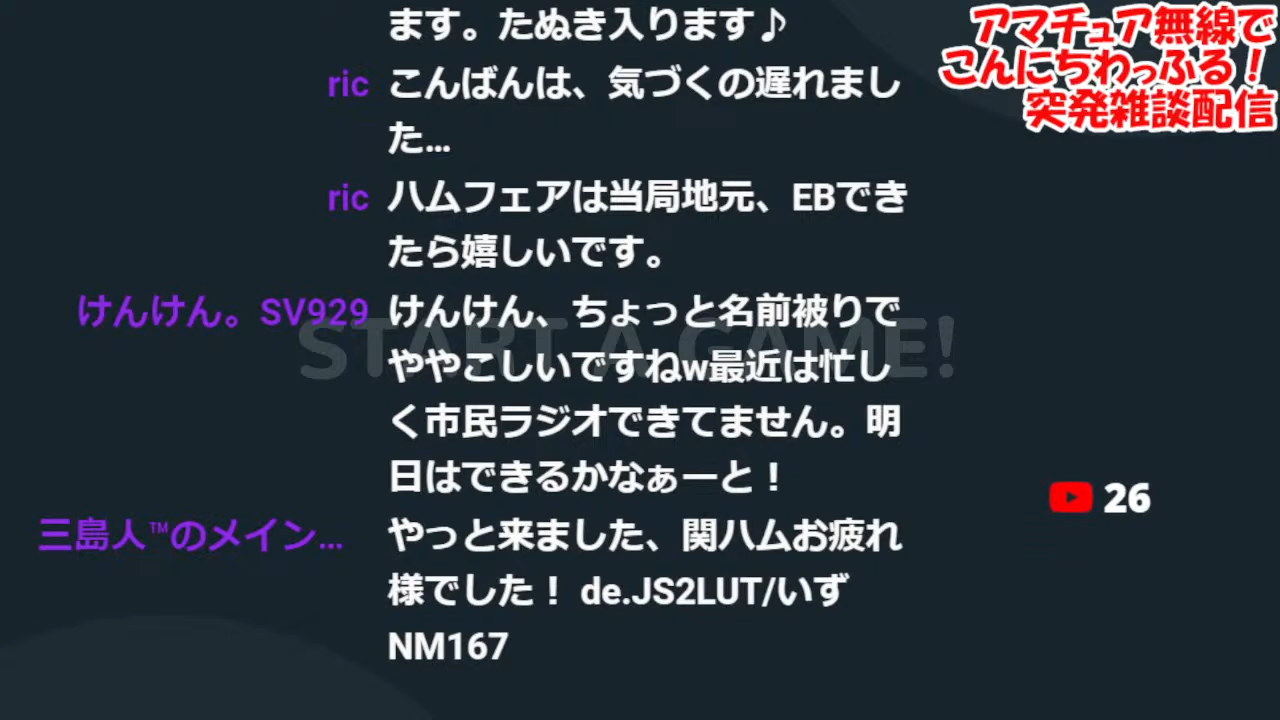 ます。たぬき入ります♪
アマチュア無線で
こんにちわっふる！
突発雑談配信
ric こんばんは、気づくの遅れまし
た...
ric ハムフェアは当局地元、EBでき
たら嬉しいです。
けんけん。SV929 けんけん、ちょっと名前被りで
START A GAME!
ややこしいですねw最近は忙し
く市民ラジオできてません。明
日はできるかなぁーと！
26
三島人™のメイン... やっと来ました、関ハムお疲れ
様でした！ de.JS2LUT/いず
NM167